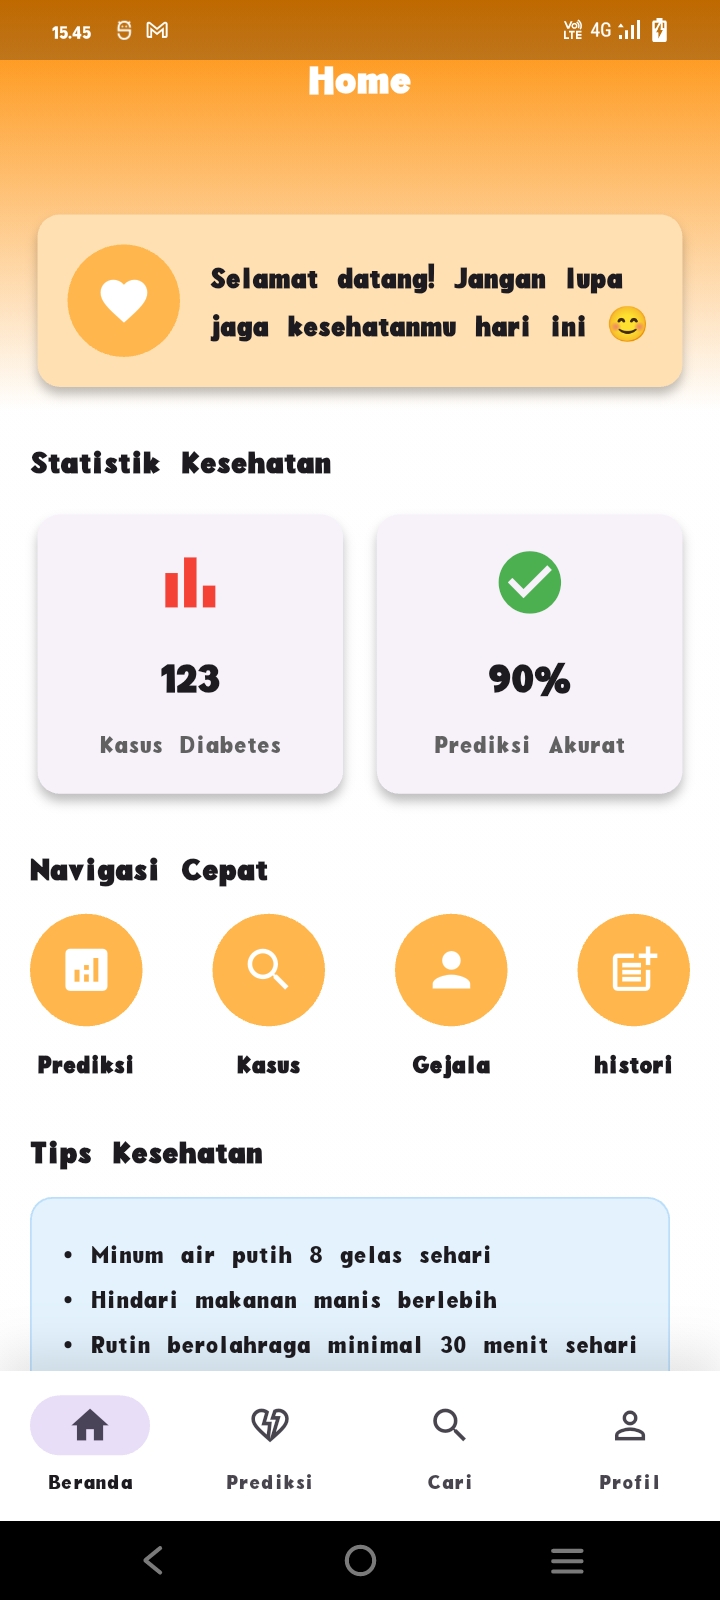 15.45
Vo)) LTE 4G
Home
Selamat datang! Jangan lupa
jaga kesehatanmu hari ini 😊
Statistik Kesehatan
123
Kasus Diabetes
90%
Prediksi Akurat
Navigasi Cepat
Prediksi
Kasus
Gejala
histori
Tips Kesehatan
• Minum air putih 8 gelas sehari
• Hindari makanan manis berlebih
• Rutin berolahraga minimal 30 menit sehari
Beranda
Prediksi
Cari
Profil